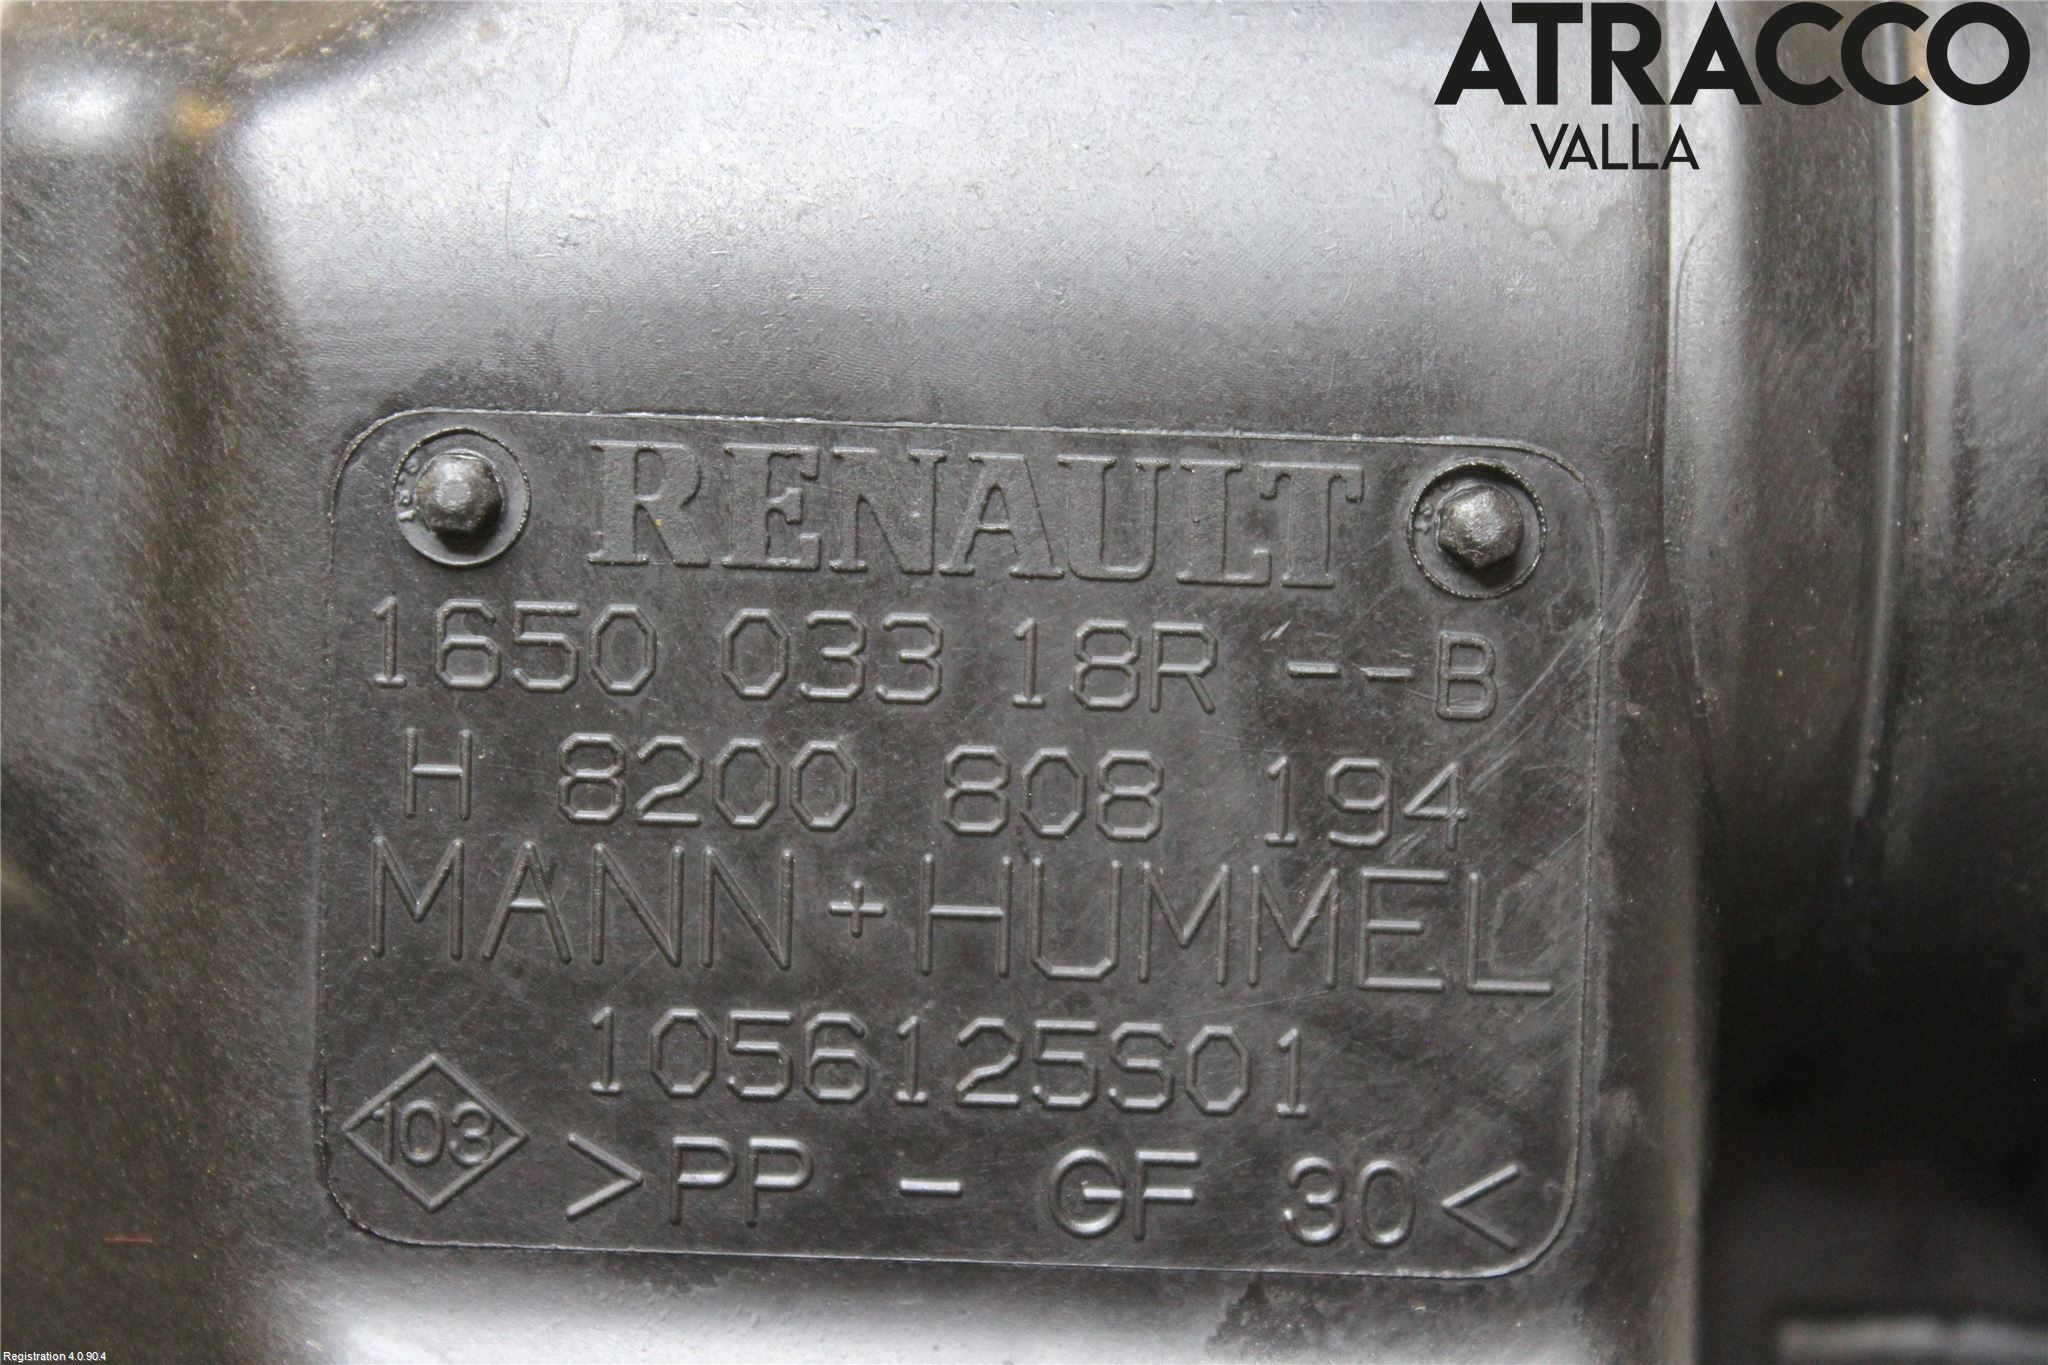 ATRACCO
VALLA
RENAULT
1650 033 18R --B
H 8200 808 194
MANN+HUMMEL
1056125S01
103
>PP - GF 30<
Registration 4.0.90.4